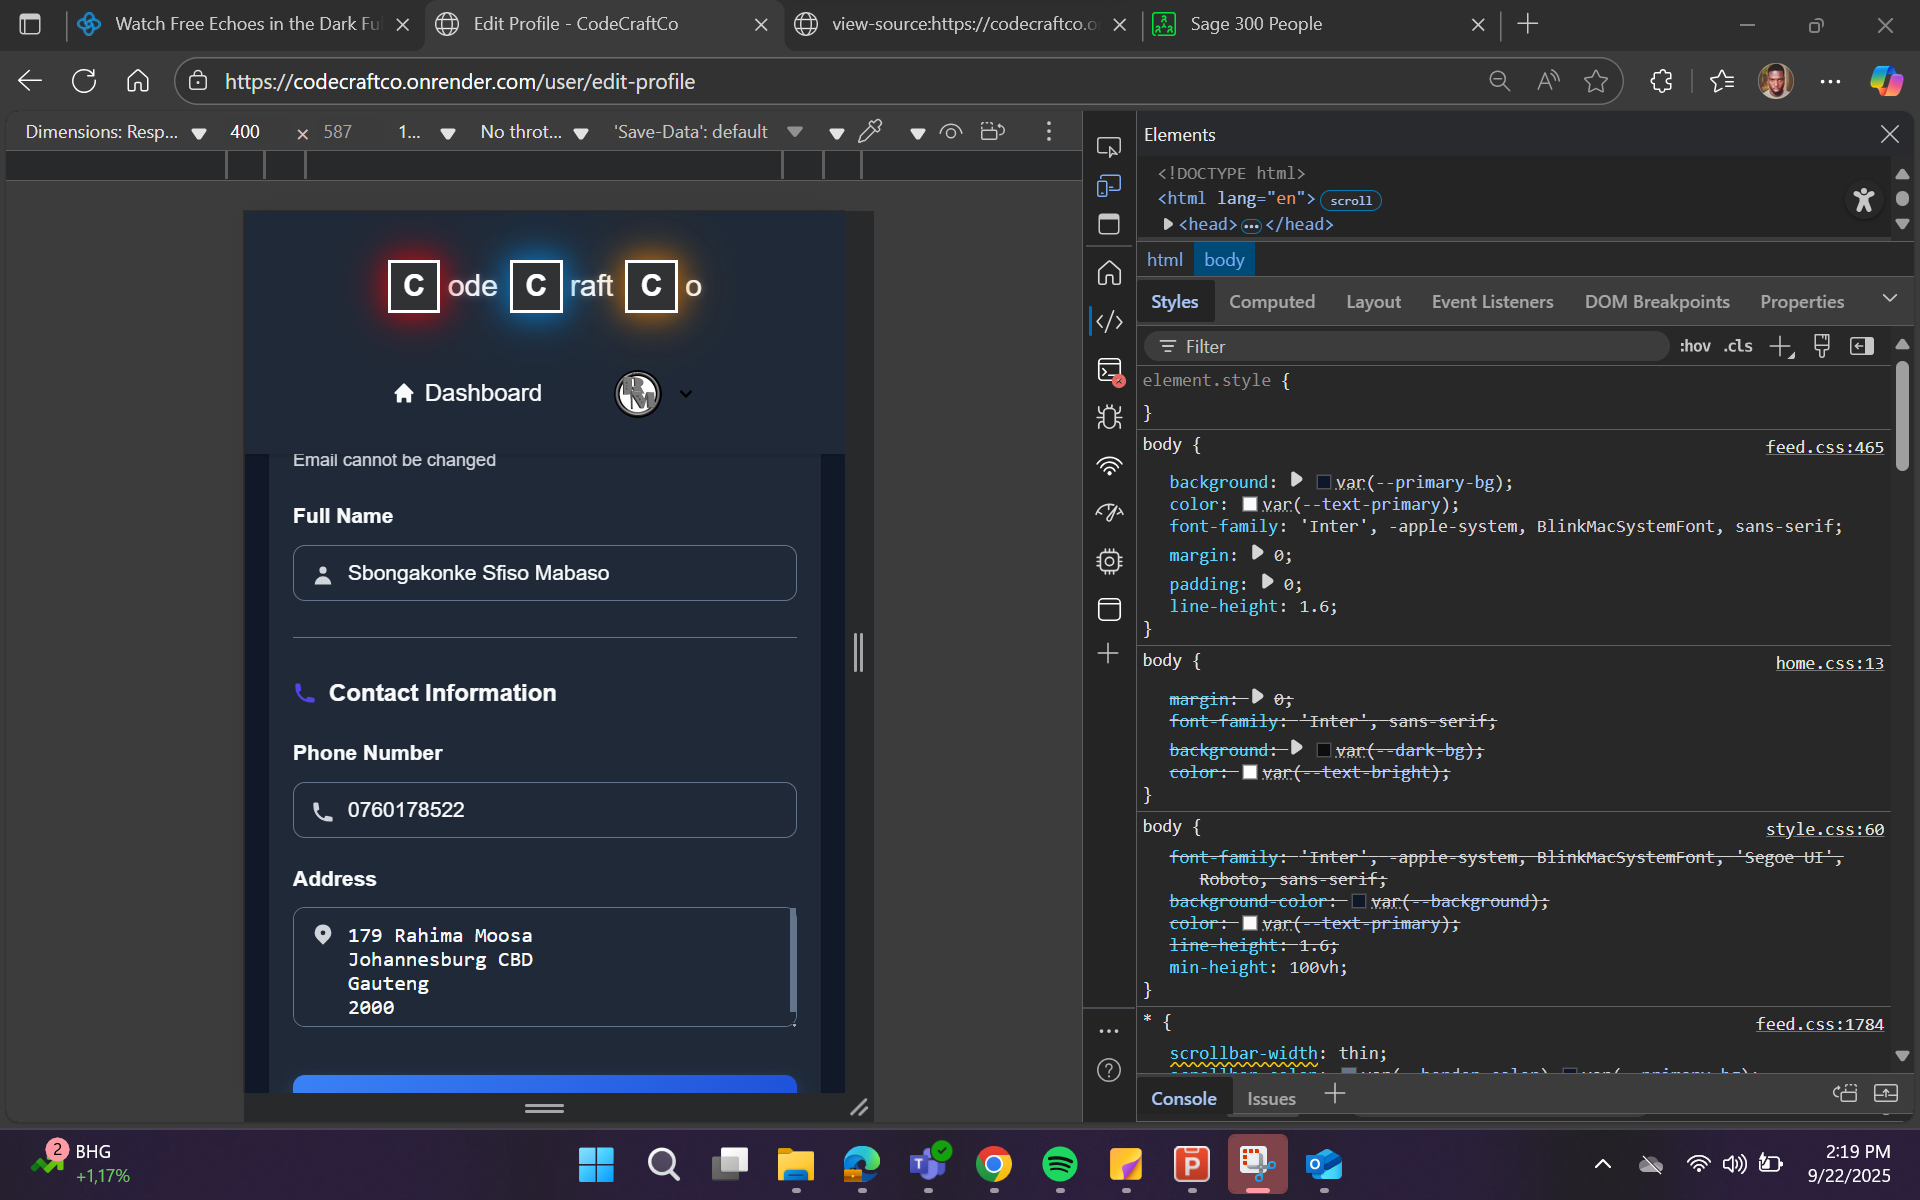 Watch Free Echoes in the Dark Ful
Edit Profile - CodeCraftCo
view-source:https://codecraftco.o
Sage 300 People
https://codecraftco.onrender.com/user/edit-profile
Dimensions: Resp... 400 × 587 1... No throt... 'Save-Data': default
C ode C raft C o
Dashboard
Email cannot be changed
Full Name
Sbongakonke Sfiso Mabaso
Contact Information
Phone Number
0760178522
Address
179 Rahima Moosa
Johannesburg CBD
Gauteng
2000
Elements
<!DOCTYPE html>
<html lang="en"> scroll
<head> ... </head>
html body
Styles Computed Layout Event Listeners DOM Breakpoints Properties
Filter :hov .cls
element.style {
}
body { feed.css:465
background: var(--primary-bg);
color: var(--text-primary);
font-family: 'Inter', -apple-system, BlinkMacSystemFont, sans-serif;
margin: 0;
padding: 0;
line-height: 1.6;
}
body { home.css:13
margin: 0;
font-family: 'Inter', sans-serif;
background: var(--dark-bg);
color: var(--text-bright);
}
body { style.css:60
font-family: 'Inter', -apple-system, BlinkMacSystemFont, 'Segoe UI',
Roboto, sans-serif;
background-color: var(--background);
color: var(--text-primary);
line-height: 1.6;
min-height: 100vh;
}
* { feed.css:1784
scrollbar-width: thin;
scrollbar-color: var(--border-color) var(--primary-bg);
Console Issues
2
BHG
+1,17%
2:19 PM
9/22/2025